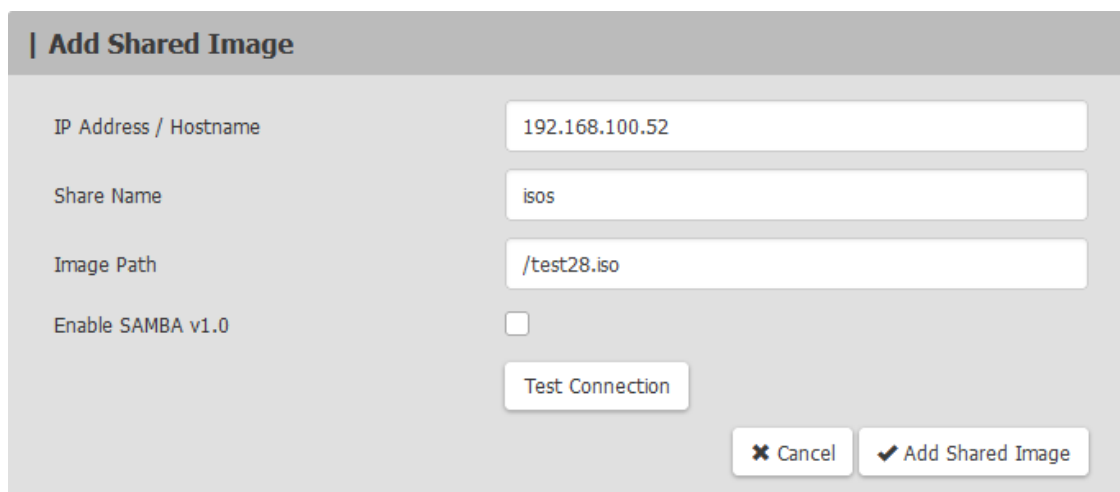 | Add Shared Image
IP Address / Hostname 192.168.100.52
Share Name isos
Image Path /test28.iso
Enable SAMBA v1.0
Test Connection
✖ Cancel ✔ Add Shared Image